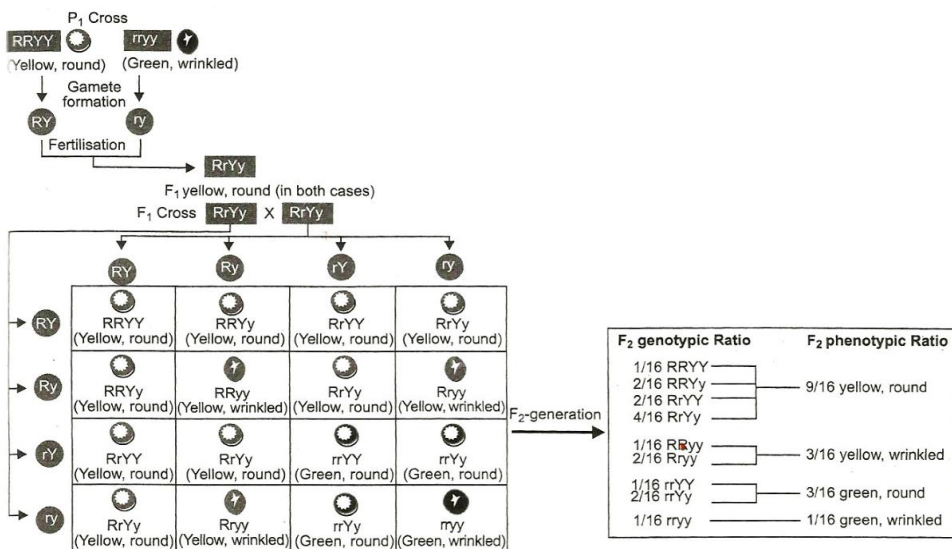 P1 Cross
RRYY rryy
(Yellow, round) (Green, wrinkled)
Gamete
formation
RY ry
Fertilisation
RrYy
F1 yellow, round (in both cases)
F1 Cross RrYy X RrYy
RY Ry rY ry
RY RRYY RRYy RrYY RrYy
(Yellow, round) (Yellow, round) (Yellow, round) (Yellow, round)
Ry RRYy RRyy RrYy Rryy
(Yellow, round) (Yellow, wrinkled) (Yellow, round) (Yellow, wrinkled)
rY RrYY RrYy rrYY rrYy
(Yellow, round) (Yellow, round) (Green, round) (Green, round)
ry RrYy Rryy rrYy rryy
(Yellow, round) (Yellow, wrinkled) (Green, round) (Green, wrinkled)
F2-generation
F2 genotypic Ratio F2 phenotypic Ratio
1/16 RRYY
2/16 RRYy
2/16 RrYY
4/16 RrYy
9/16 yellow, round
1/16 RRyy
2/16 Rryy
3/16 yellow, wrinkled
1/16 rrYY
2/16 rrYy
3/16 green, round
1/16 rryy 1/16 green, wrinkled